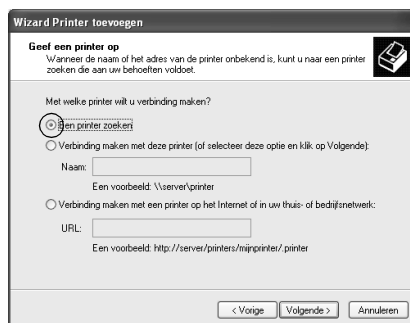 Wizard Printer toevoegen
Geef een printer op
Wanneer de naam of het adres van de printer onbekend is, kunt u naar een printer
zoeken die aan uw behoeften voldoet.
Met welke printer wilt u verbinding maken?
Een printer zoeken
Verbinding maken met deze printer (of selecteer deze optie en klik op Volgende):
Naam:
Een voorbeeld: \\server\printer
Verbinding maken met een printer op het Internet of in uw thuis- of bedrijfsnetwerk:
URL:
Een voorbeeld: http://server/printers/mijnprinter/.printer
< Vorige
Volgende >
Annuleren